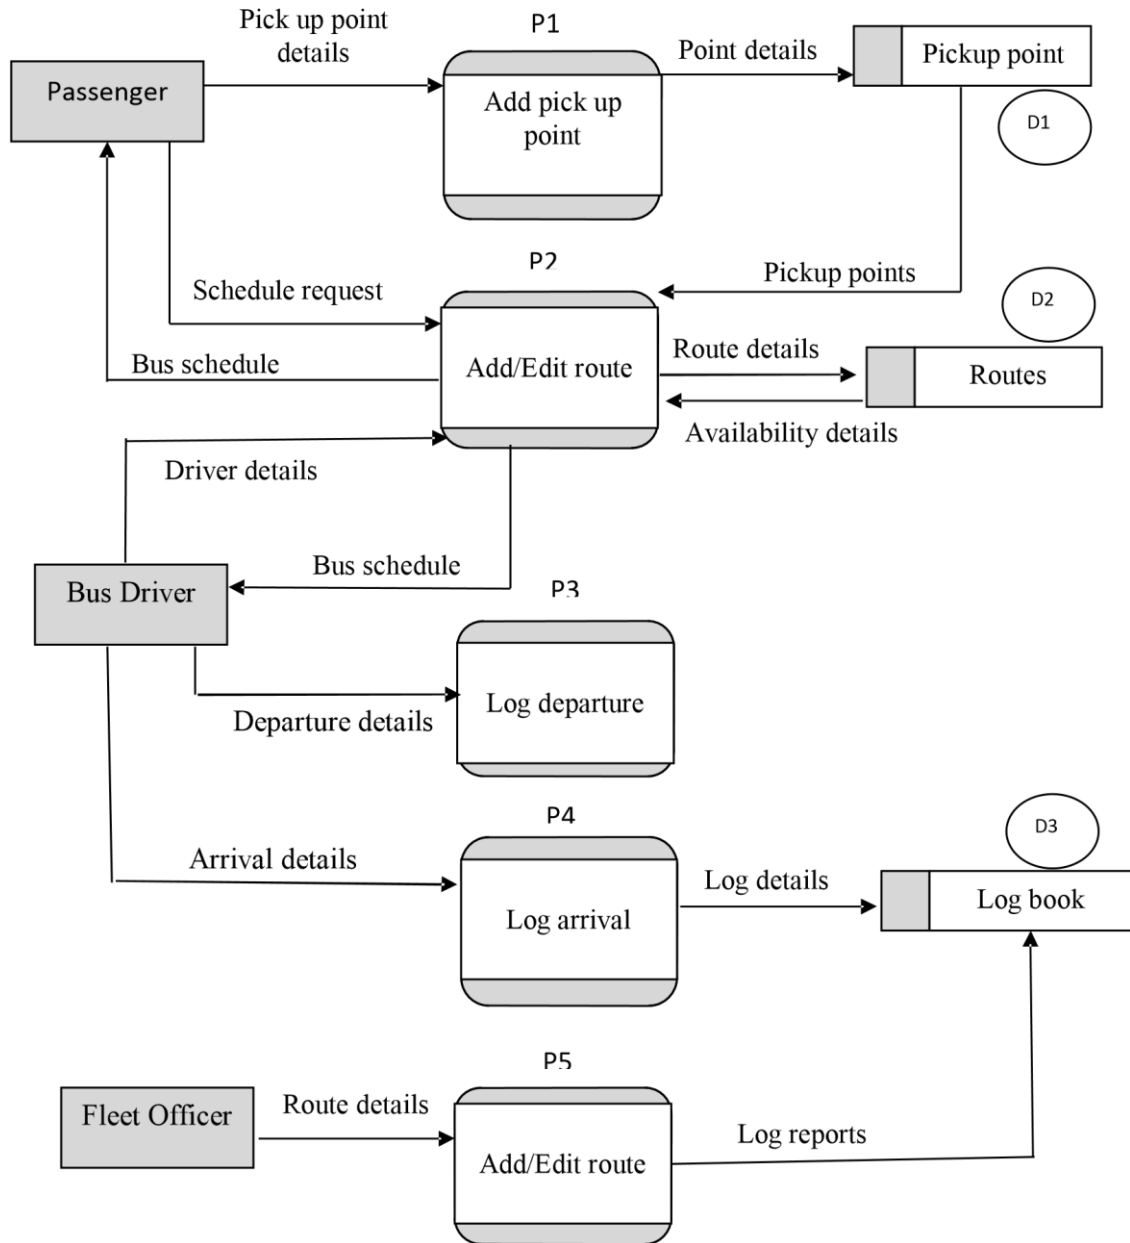 Pick up point
details
P1
Point details
Pickup point
Passenger
Add pick up
point
D1
P2
Schedule request
Pickup points
D2
Bus schedule
Add/Edit route
Route details
Routes
Availability details
Driver details
Bus schedule
Bus Driver
P3
Departure details
Log departure
P4
D3
Arrival details
Log details
Log book
Log arrival
P5
Fleet Officer
Route details
Add/Edit route
Log reports